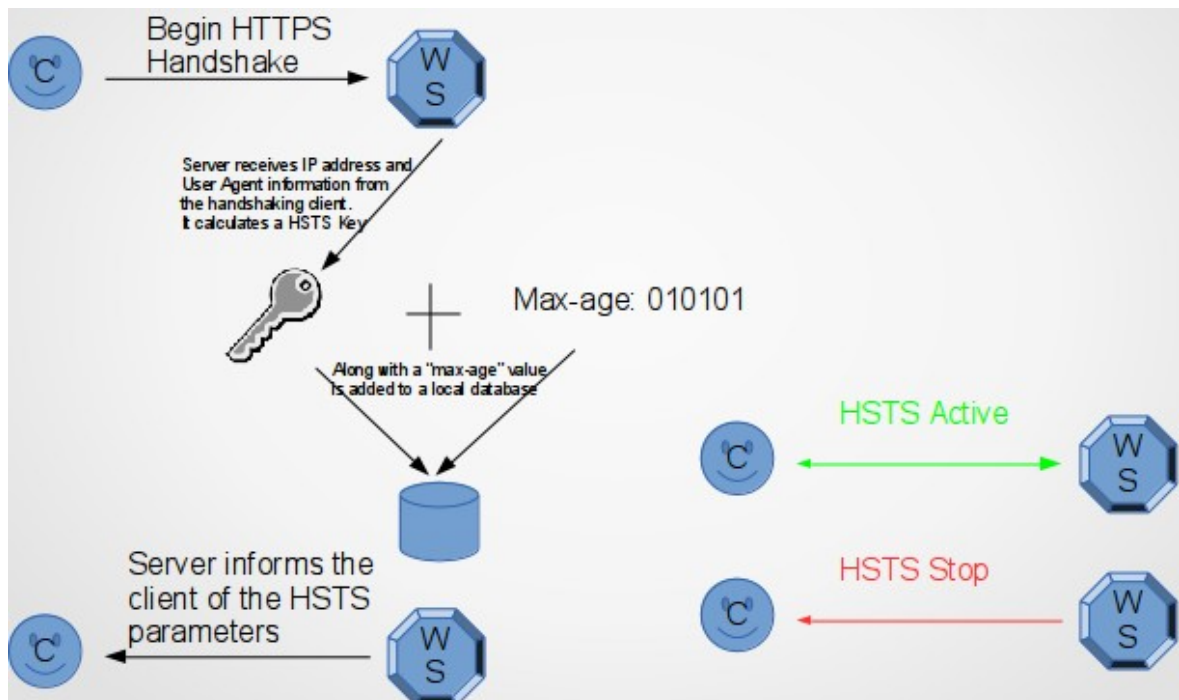 Begin HTTPS
Handshake
C
W
S
Server receives IP address and
User Agent information from
the handshaking client.
It calculates a HSTS Key
Max-age: 010101
Along with a "max-age" value
is added to a local database
HSTS Active
C
W
S
Server informs the
client of the HSTS
parameters
C
W
S
HSTS Stop
C
W
S